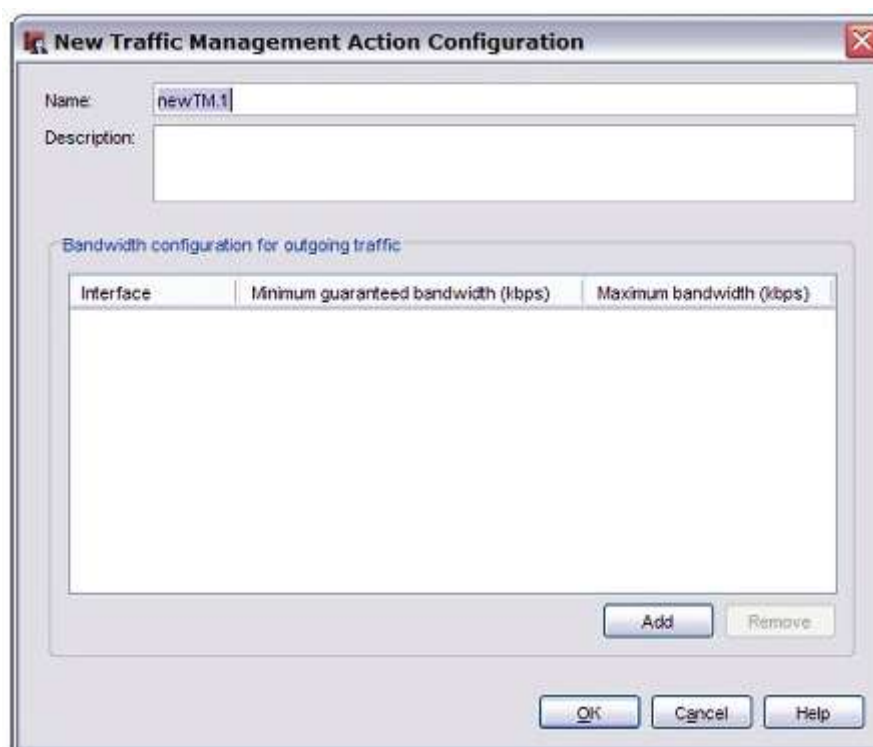 New Traffic Management Action Configuration
Name: newTM.1
Description:
Bandwidth configuration for outgoing traffic
Interface Minimum guaranteed bandwidth (kbps) Maximum bandwidth (kbps)
Add Remove
OK Cancel Help